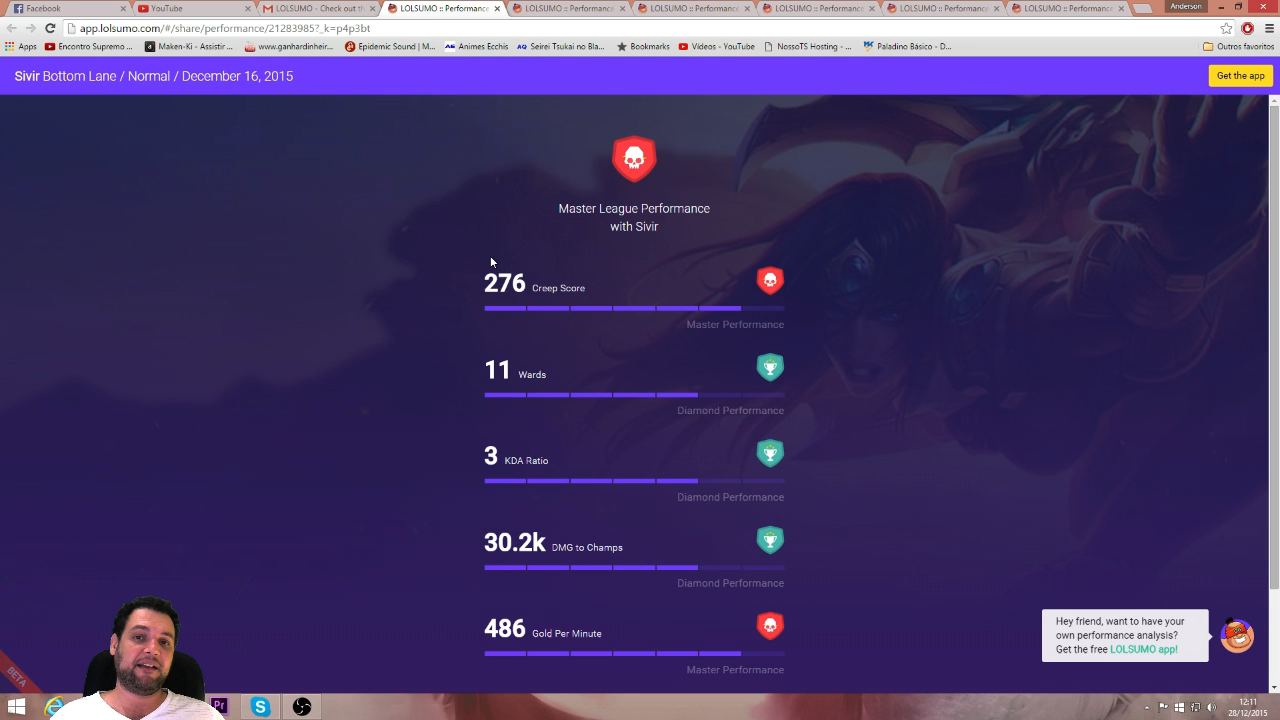 Facebook
YouTube
LOLSUMO - Check out th
LOLSUMO :: Performance
LOLSUMO :: Performance
LOLSUMO :: Performance
LOLSUMO :: Performance
LOLSUMO :: Performance
LOLSUMO :: Performance
Anderson
app.lolsumo.com/#/share/performance/21283985?_k=p4p3bt
Apps
Encontro Supremo ...
Maken-Ki - Assistir ...
www.ganhardinheir...
Epidemic Sound | M...
Animes Ecchis
Seirei Tsukai no Bla...
Bookmarks
Vídeos - YouTube
NossoTS Hosting - ...
Paladino Básico - D...
Outros favoritos
Sivir Bottom Lane / Normal / December 16, 2015
Get the app
Master League Performance
with Sivir
276 Creep Score
Master Performance
11 Wards
Diamond Performance
3 KDA Ratio
Diamond Performance
30.2k DMG to Champs
Diamond Performance
486 Gold Per Minute
Master Performance
Hey friend, want to have your
own performance analysis?
Get the free LOLSUMO app!
Pr
12:11
28/12/2015